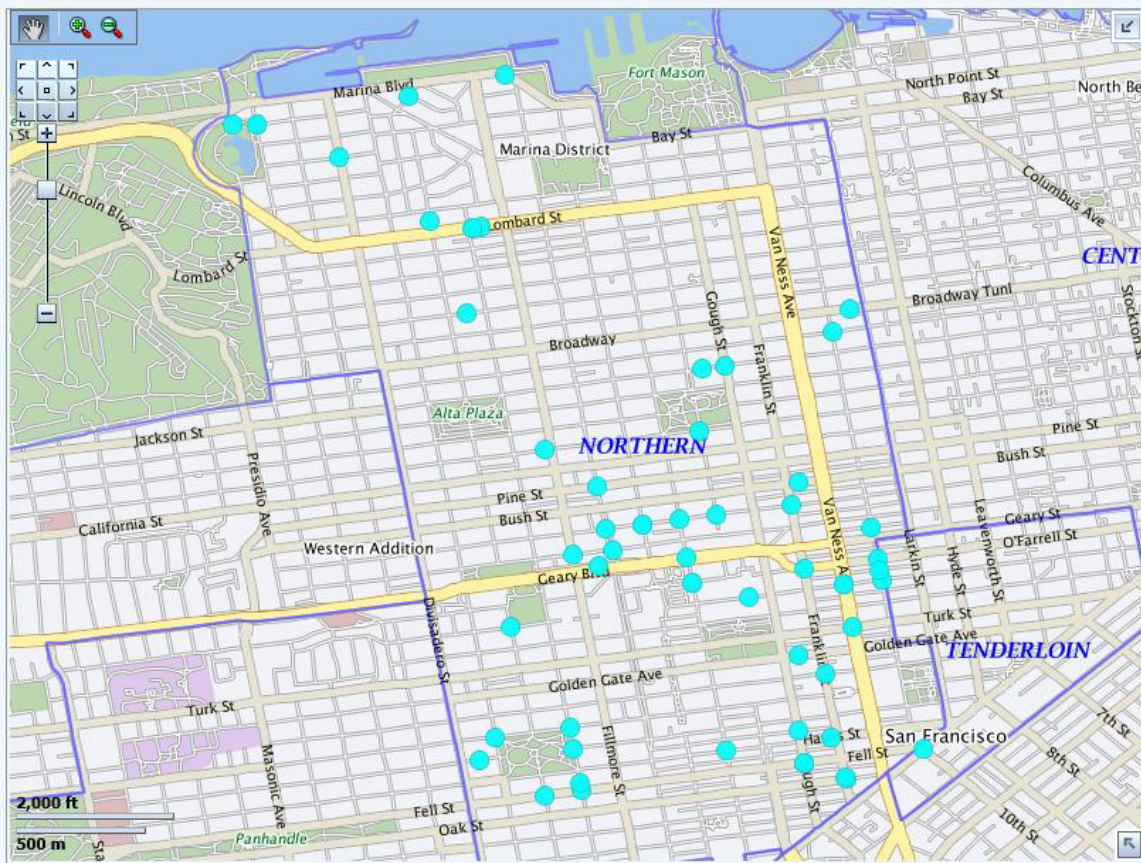 Marina Blvd
Fort Mason
North Point St
Bay St
North Be
Bay St
Marina District
Lincoln Blvd
Columbus Ave
Lombard St
Lombard St
Van Ness Ave
CENT
Broadway Tunl
Stockton St
Gough St
Broadway
Franklin St
Alta Plaza
Jackson St
NORTHERN
Pine St
Bush St
Presidio Ave
Pine St
Bush St
California St
Van Ness A
Geary St
O'Farrell St
Larkin St
Hyde St
Leavenworth St
Western Addition
Geary Blvd
Divisadero St
Turk St
Golden Gate Ave
Franklin St
TENDERLOIN
Golden Gate Ave
Turk St
Masonic Ave
Fillmore St
San Francisco
Fell St
7th St
8th St
10th St
2,000 ft
Fell St
Oak St
500 m
Panhandle
Sta